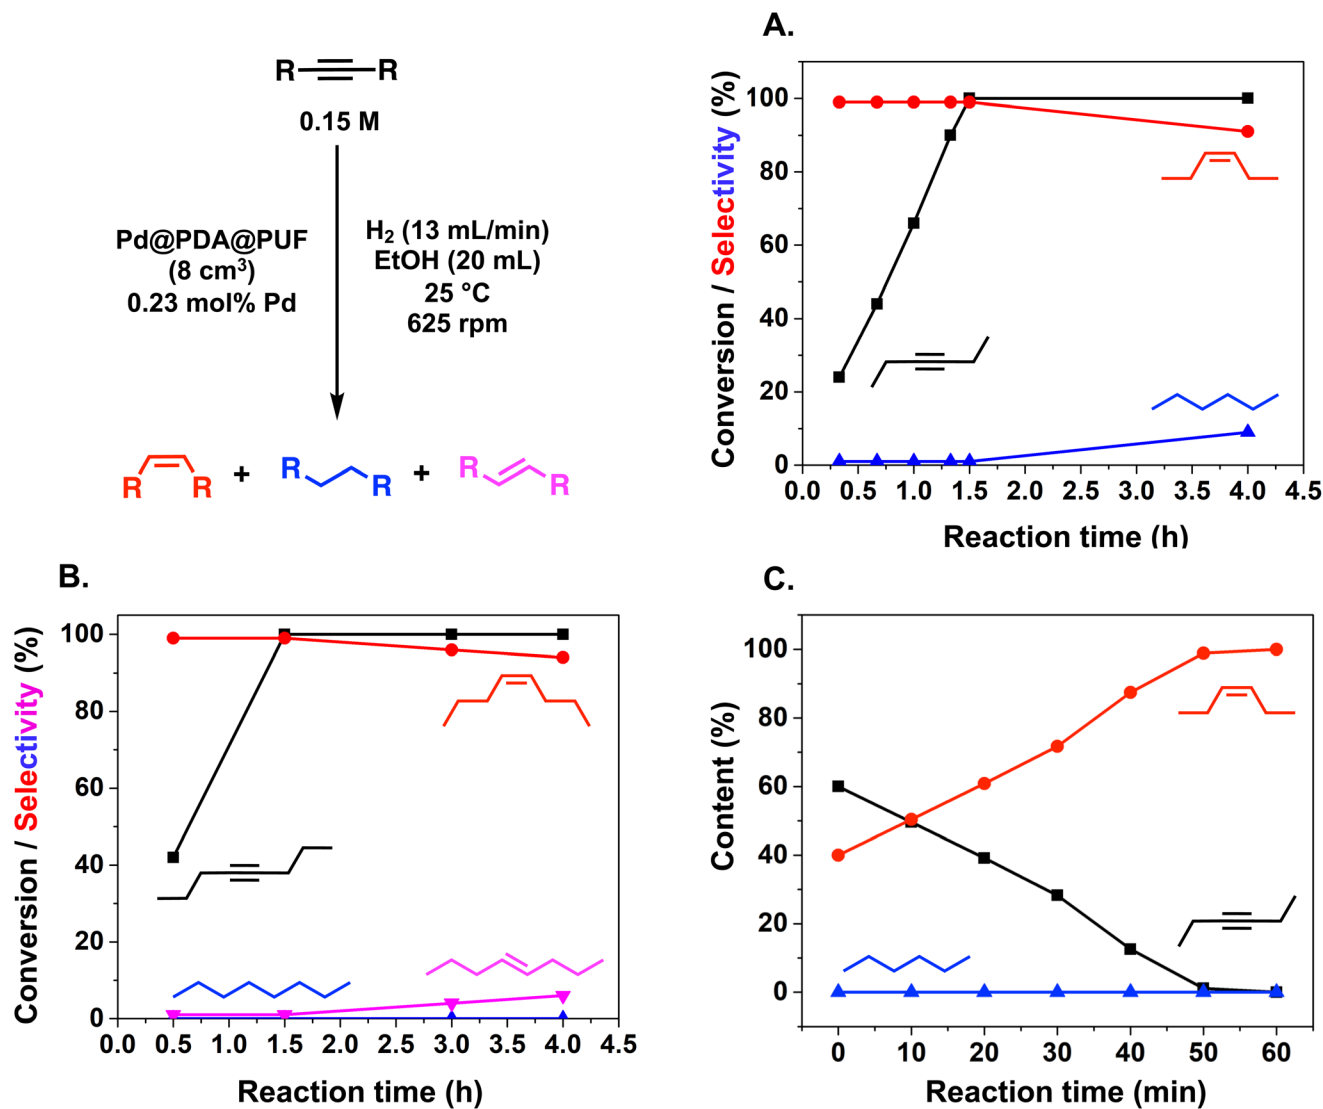 R R
0.15 M
Pd@PDA@PUF
(8 cm³)
0.23 mol% Pd
H₂ (13 mL/min)
EtOH (20 mL)
25 °C
625 rpm
R R + R R + R R
A.
Conversion / Selectivity (%)
100
80
60
40
20
0
0.0 0.5 1.0 1.5 2.0 2.5 3.0 3.5 4.0 4.5
Reaction time (h)
B.
Conversion / Selectivity (%)
100
80
60
40
20
0
0.0 0.5 1.0 1.5 2.0 2.5 3.0 3.5 4.0 4.5
Reaction time (h)
C.
Content (%)
100
80
60
40
20
0
0 10 20 30 40 50 60
Reaction time (min)